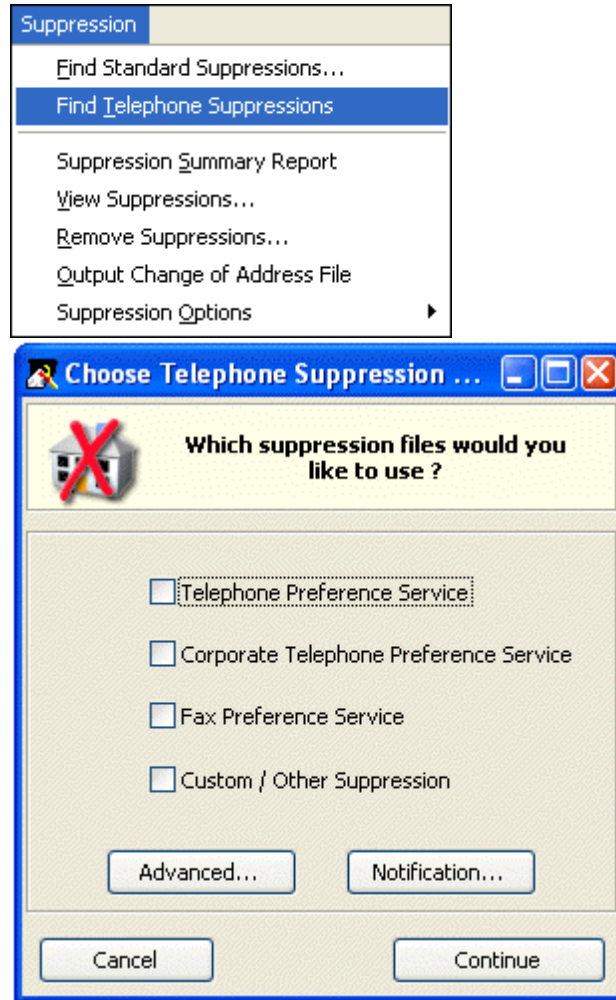 Suppression
Find Standard Suppressions...
Find Telephone Suppressions
Suppression Summary Report
View Suppressions...
Remove Suppressions...
Output Change of Address File
Suppression Options
Choose Telephone Suppression ...
Which suppression files would you
like to use ?
Telephone Preference Service
Corporate Telephone Preference Service
Fax Preference Service
Custom / Other Suppression
Advanced... Notification...
Cancel Continue